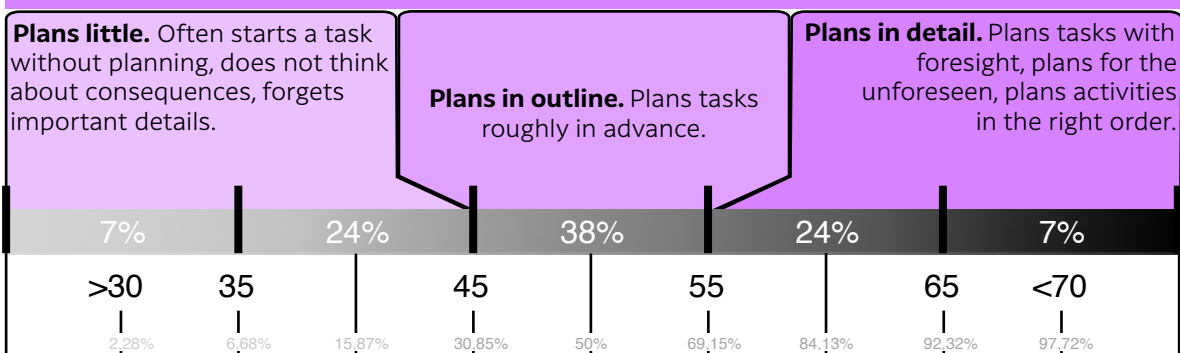 Plans little. Often starts a task
without planning, does not think
about consequences, forgets
important details.
Plans in outline. Plans tasks
roughly in advance.
Plans in detail. Plans tasks with
foresight, plans for the
unforeseen, plans activities
in the right order.
7% 24% 38% 24% 7%
>30 35 45 55 65 <70
2,28% 6,68% 15,87% 30,85% 50% 69,15% 84,13% 92,32% 97,72%